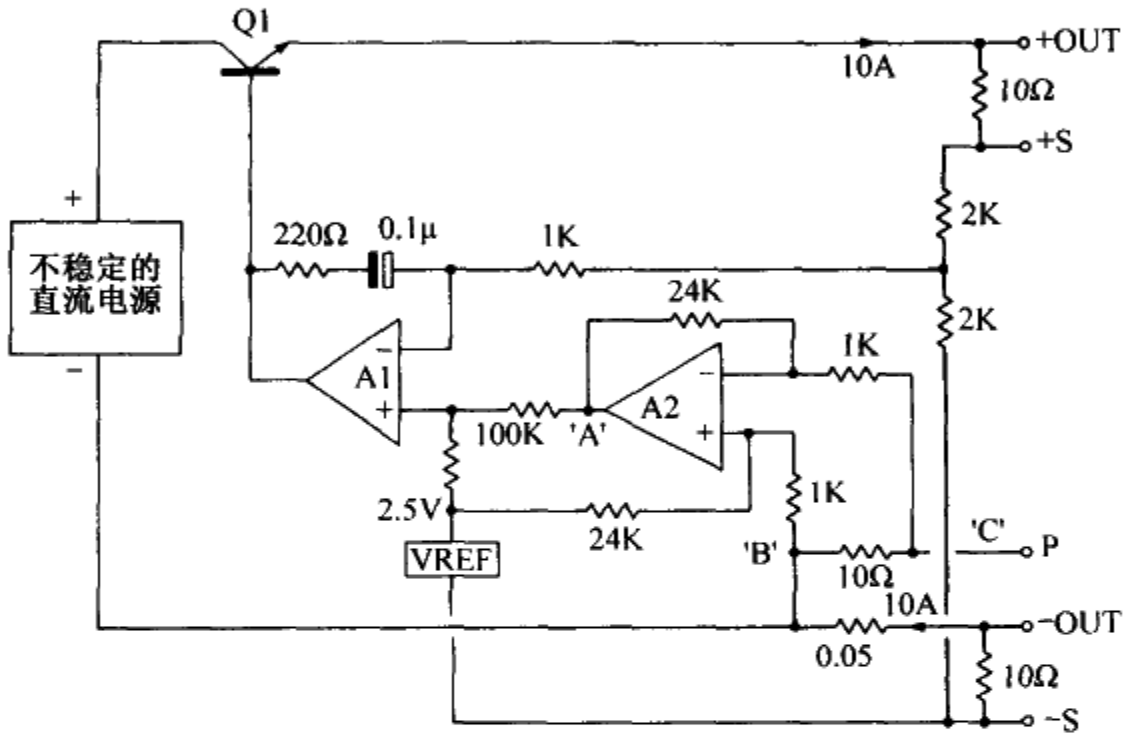 Q1
+OUT
10A
10Ω
+S
+
2K
220Ω
0.1μ
1K
不稳定的
直流电源
24K
2K
−
1K
−
A1
−
A2
+
100K
'A'
+
1K
2.5V
24K
'B'
'C'
P
VREF
10Ω
10A
−OUT
0.05
10Ω
−S